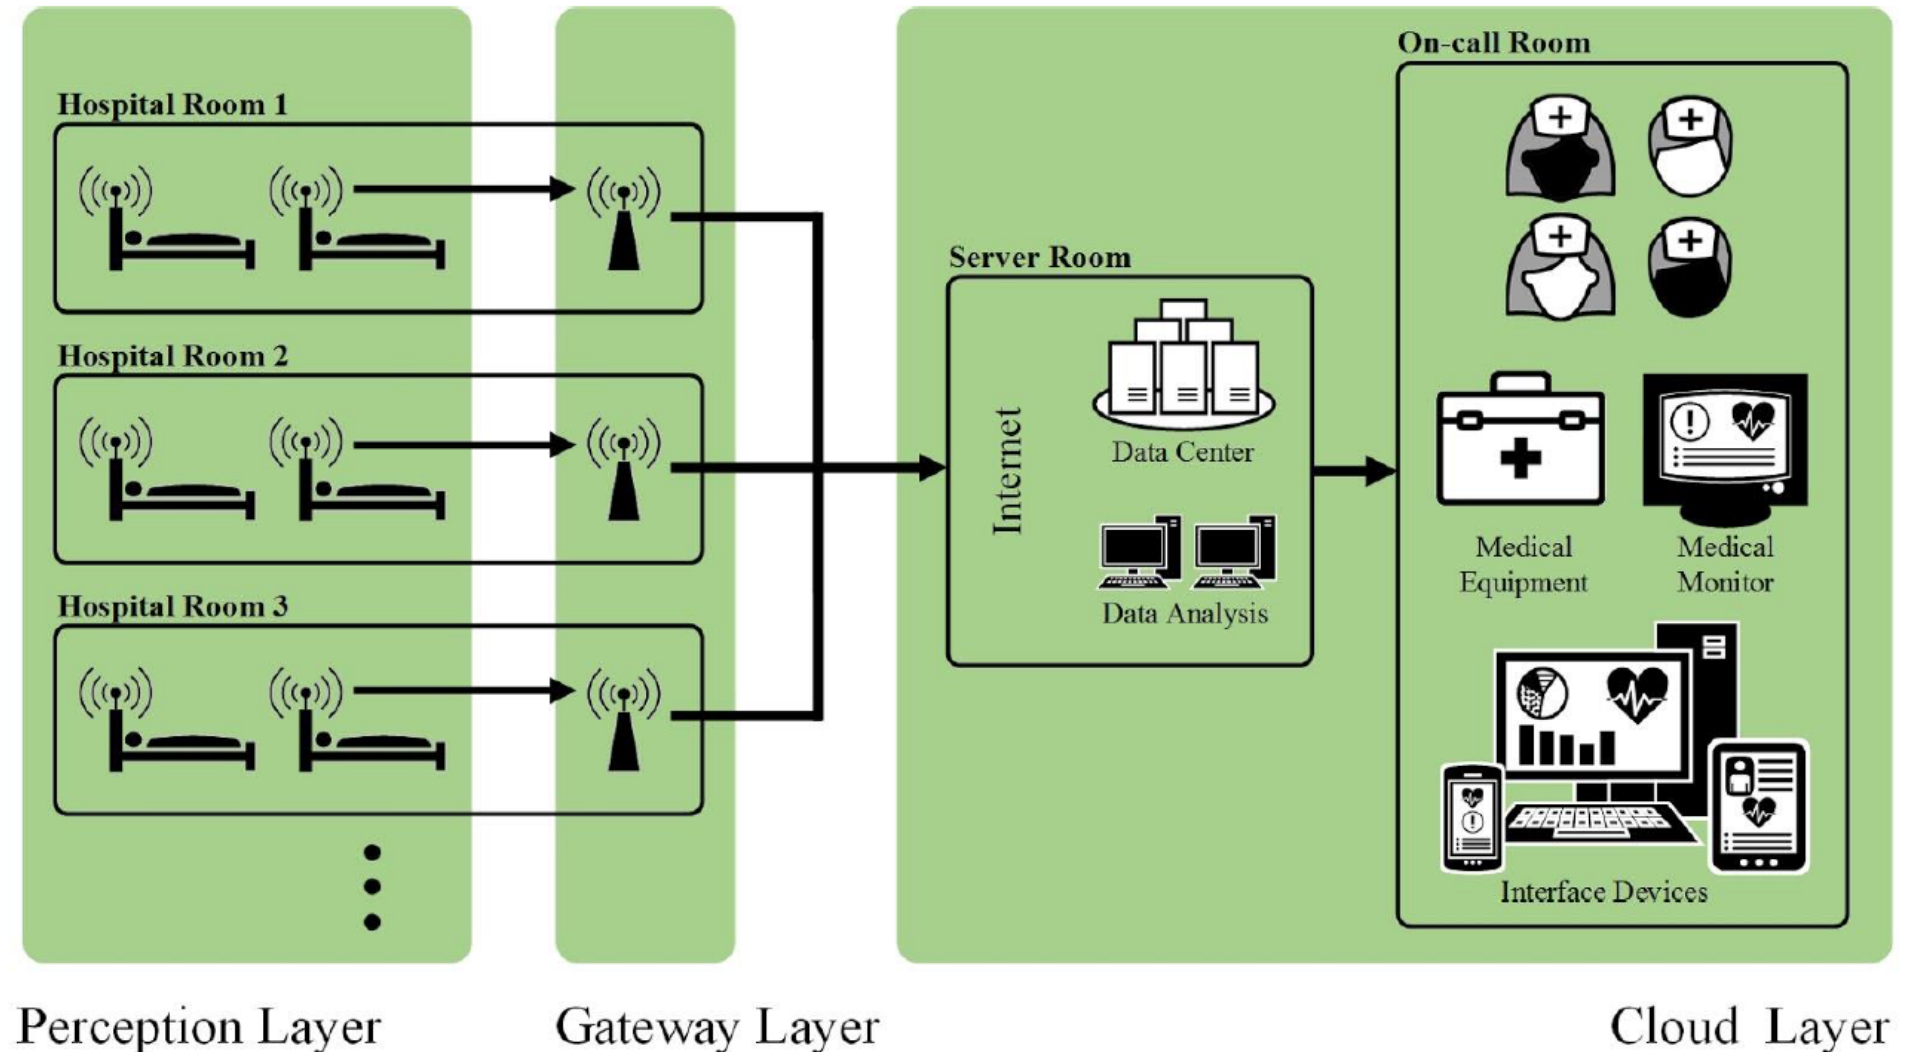 On-call Room
Hospital Room 1
Server Room
Hospital Room 2
Internet
Data Center
Medical
Equipment
Medical
Monitor
Data Analysis
Hospital Room 3
Interface Devices
Perception Layer
Gateway Layer
Cloud Layer